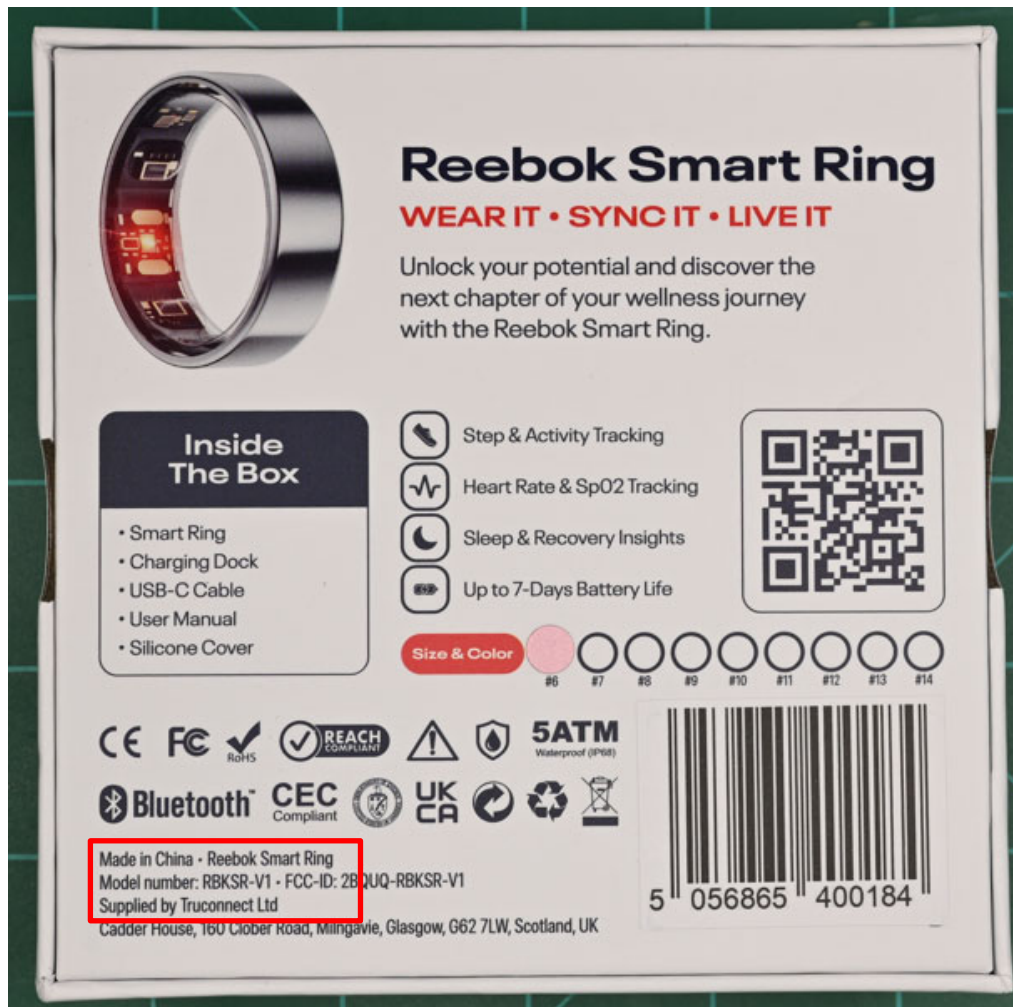 Reebok Smart Ring
WEAR IT • SYNC IT • LIVE IT
Unlock your potential and discover the
next chapter of your wellness journey
with the Reebok Smart Ring.
Inside
The Box
• Smart Ring
• Charging Dock
• USB-C Cable
• User Manual
• Silicone Cover
Step & Activity Tracking
Heart Rate & SpO2 Tracking
Sleep & Recovery Insights
Up to 7-Days Battery Life
Size & Color
#6 #7 #8 #9 #10 #11 #12 #13 #14
CE FC RoHS REACH COMPLIANT 5ATM
Waterproof (IP68)
Bluetooth™ CEC Compliant UK CA
Made in China • Reebok Smart Ring
Model number: RBKSR-V1 • FCC-ID: 2BQUQ-RBKSR-V1
Supplied by Truconnect Ltd
Cadder House, 160 Clober Road, Milngavie, Glasgow, G62 7LW, Scotland, UK
5 056865 400184